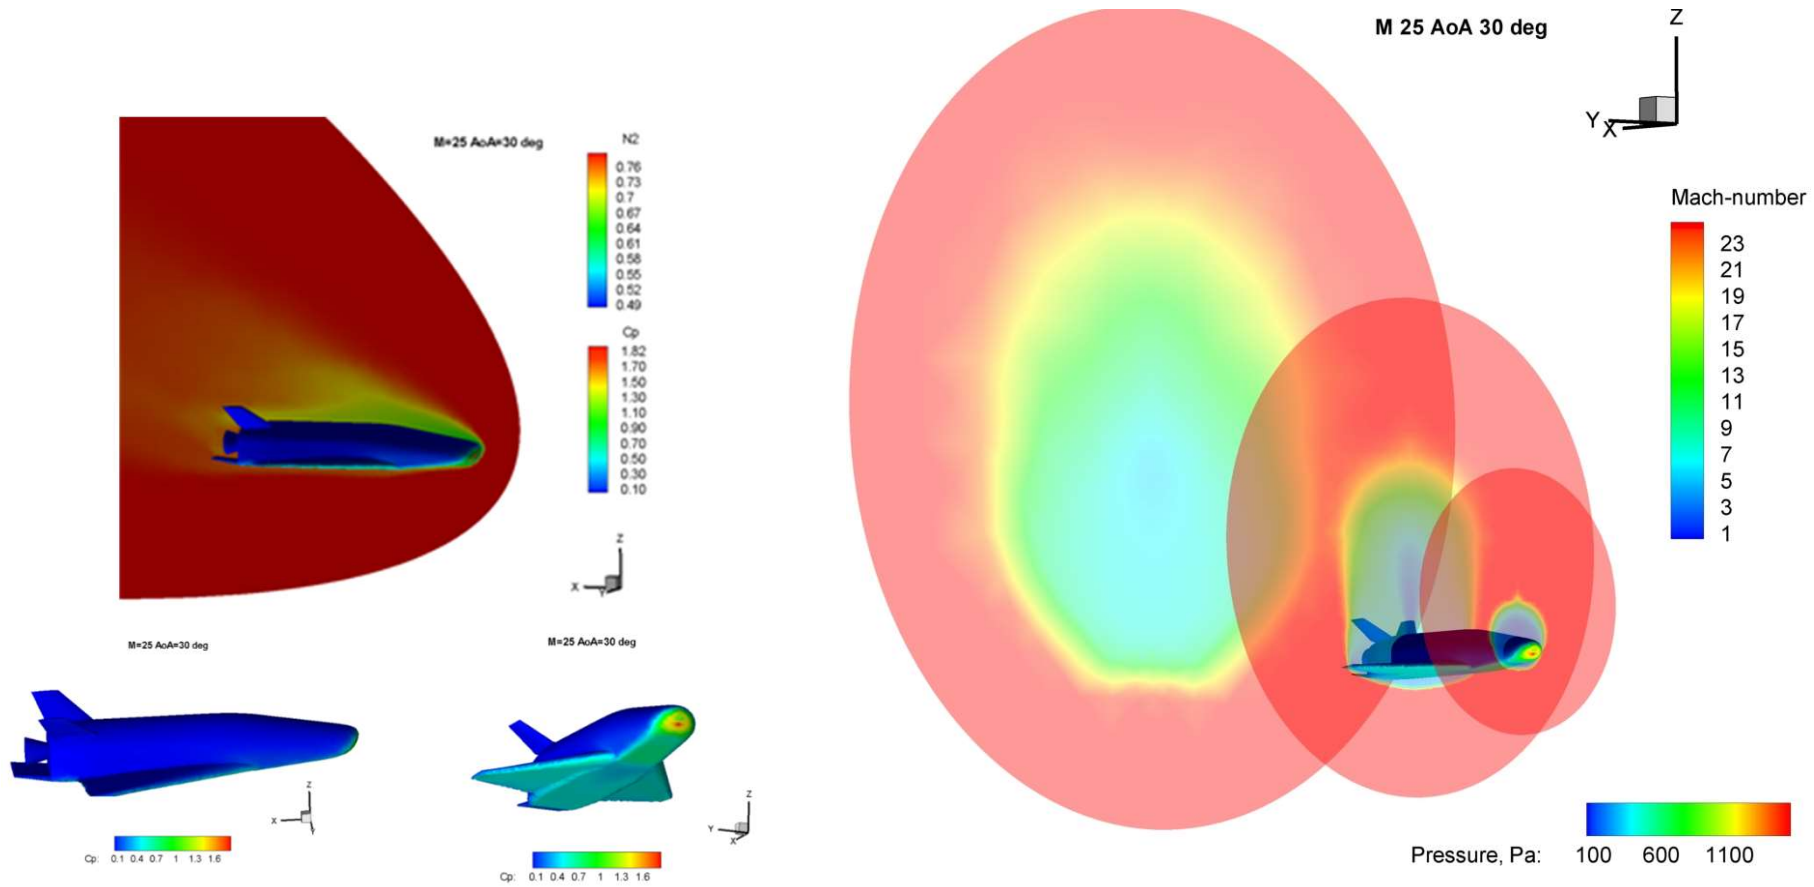 M=25 AoA=30 deg
N2
0.76
0.73
0.7
0.67
0.64
0.61
0.58
0.55
0.52
0.49
Cp
1.82
1.70
1.50
1.30
1.10
0.90
0.70
0.50
0.30
0.10
Z
X
Y
M=25 AoA=30 deg
Z
X
Y
Cp: 0.1 0.4 0.7 1 1.3 1.6
M=25 AoA=30 deg
Z
Y
X
Cp: 0.1 0.4 0.7 1 1.3 1.6
M 25 AoA 30 deg
Z
Y
X
Mach-number
23
21
19
17
15
13
11
9
7
5
3
1
Pressure, Pa: 100 600 1100